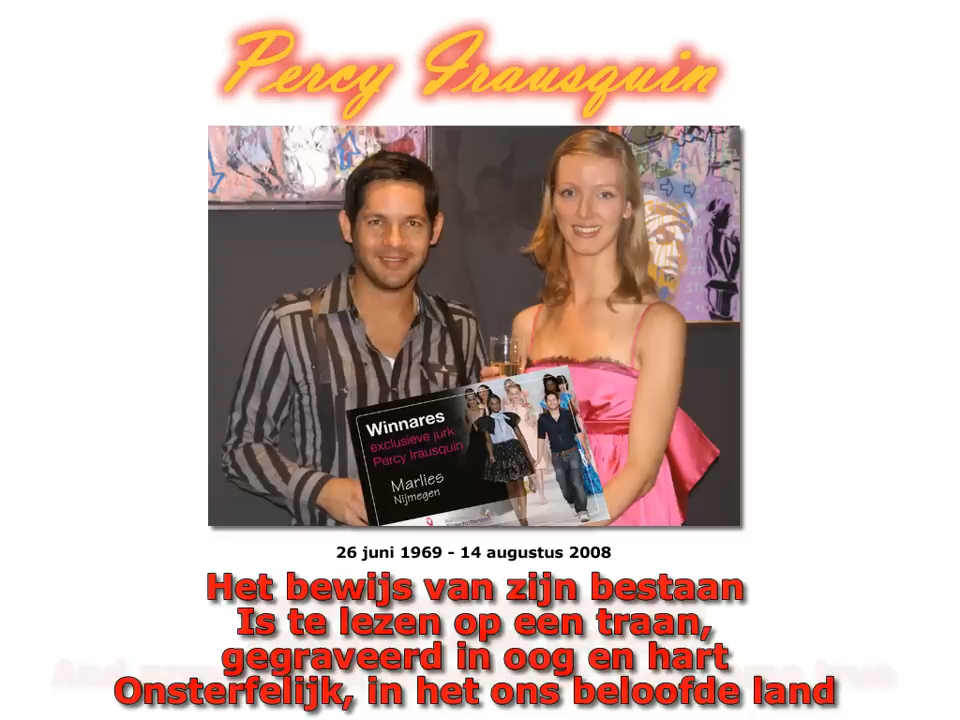 Percy Irausquin
Winnares
exclusieve jurk
Percy Irausquin
Marlies
Nijmegen
26 juni 1969 - 14 augustus 2008
Het bewijs van zijn bestaan
Is te lezen op een traan,
gegraveerd in oog en hart
Onsterfelijk, in het ons beloofde land